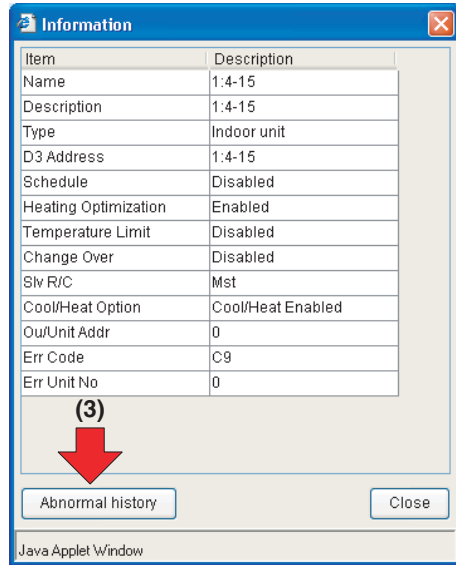 Information
Item Description
Name 1:4-15
Description 1:4-15
Type Indoor unit
D3 Address 1:4-15
Schedule Disabled
Heating Optimization Enabled
Temperature Limit Disabled
Change Over Disabled
Slv R/C Mst
Cool/Heat Option Cool/Heat Enabled
Ou/Unit Addr 0
Err Code C9
Err Unit No 0
(3)
Abnormal history Close
Java Applet Window